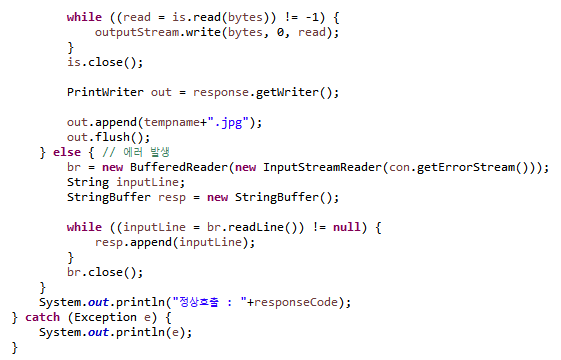 while ((read = is.read(bytes)) != -1) {
outputStream.write(bytes, 0, read);
}
is.close();
PrintWriter out = response.getWriter();
out.append(tempname+".jpg");
out.flush();
} else { // 에러 발생
br = new BufferedReader(new InputStreamReader(con.getErrorStream()));
String inputLine;
StringBuffer resp = new StringBuffer();
while ((inputLine = br.readLine()) != null) {
resp.append(inputLine);
}
br.close();
}
System.out.println("정상호출 : "+responseCode);
} catch (Exception e) {
System.out.println(e);
}